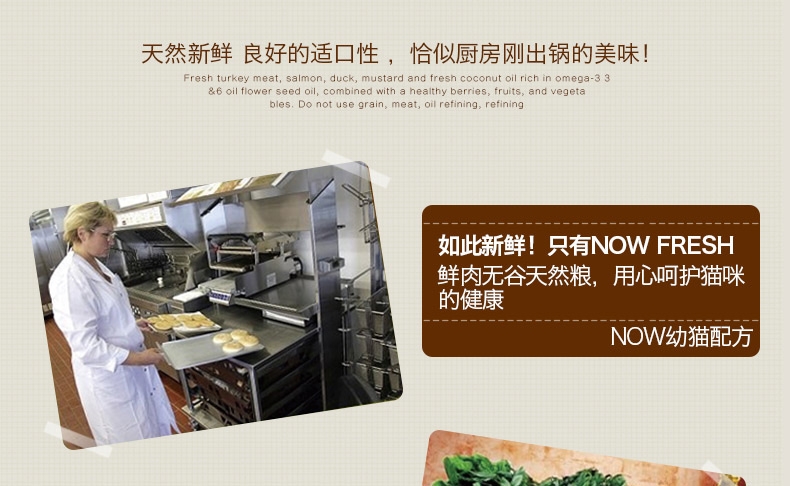 天然新鲜 良好的适口性 ，恰似厨房刚出锅的美味！
Fresh turkey meat, salmon, duck, mustard and fresh coconut oil rich in omega-3 3
&6 oil flower seed oil, combined with a healthy berries, fruits, and vegeta
bles. Do not use grain, meat, oil refining, refining
如此新鲜！只有NOW FRESH
鲜肉无谷天然粮，用心呵护猫咪
的健康
NOW幼猫配方